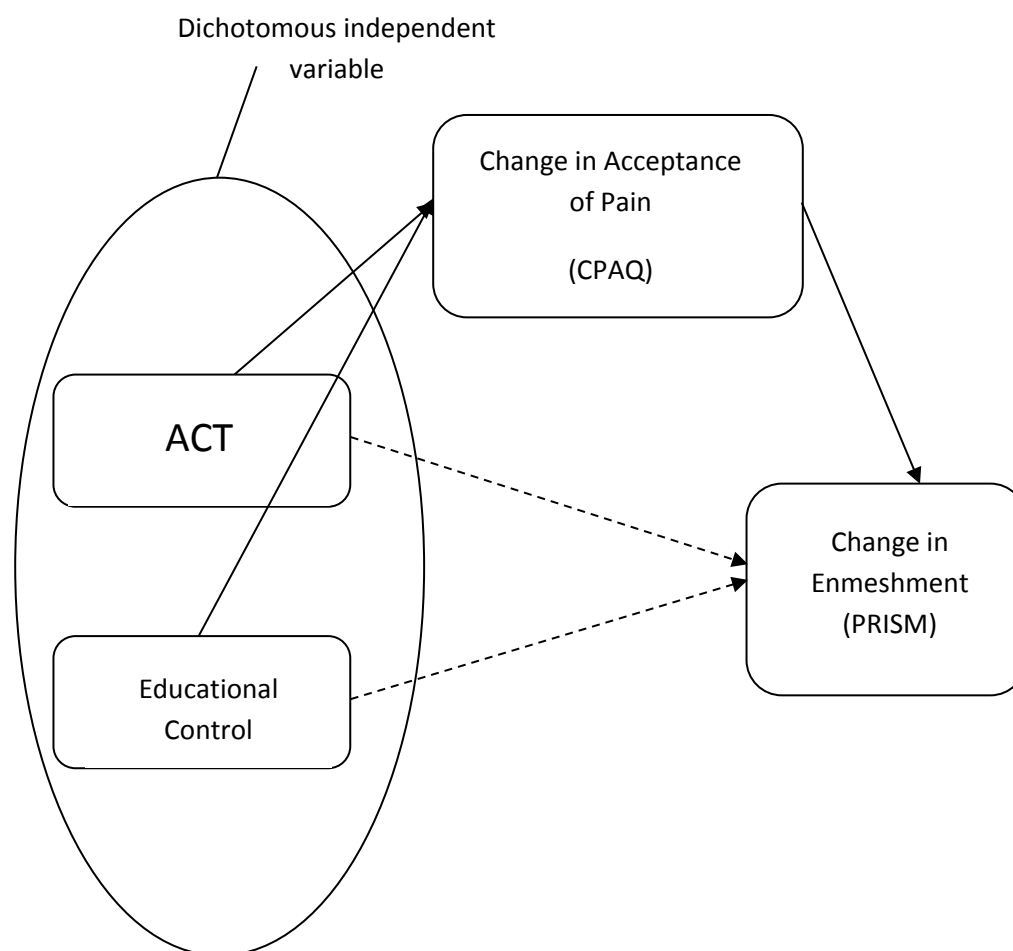 Dichotomous independent
variable
Change in Acceptance
of Pain
(CPAQ)
ACT
Change in
Enmeshment
(PRISM)
Educational
Control